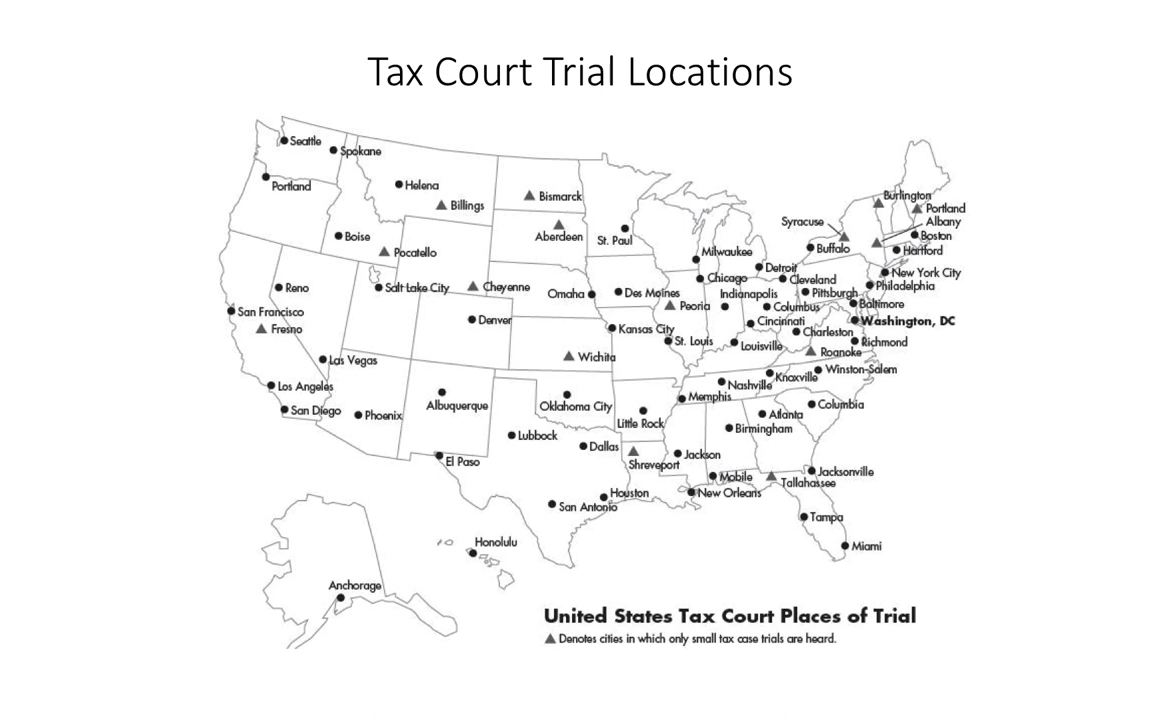 Tax Court Trial Locations
Seattle
Spokane
Portland
Helena
Billings
Bismarck
Aberdeen
St. Paul
Boise
Pocatello
Burlington
Portland
Albany
Syracuse
Boston
Buffalo
Hartford
Milwaukee
Detroit
Cleveland
New York City
Chicago
Reno
Salt Lake City
Cheyenne
Omaha
Des Moines
Indianapolis
Pittsburgh
Philadelphia
Peoria
Columbus
Baltimore
San Francisco
Fresno
Denver
Kansas City
Cincinnati
Washington, DC
Charleston
St. Louis
Louisville
Richmond
Roanoke
Las Vegas
Wichita
Winston-Salem
Knoxville
Nashville
Los Angeles
Memphis
San Diego
Phoenix
Albuquerque
Oklahoma City
Little Rock
Atlanta
Columbia
Birmingham
Lubbock
Dallas
Jackson
El Paso
Shreveport
Mobile
Jacksonville
Tallahassee
Houston
New Orleans
San Antonio
Tampa
Honolulu
Miami
Anchorage
United States Tax Court Places of Trial
▲ Denotes cities in which only small tax case trials are heard.